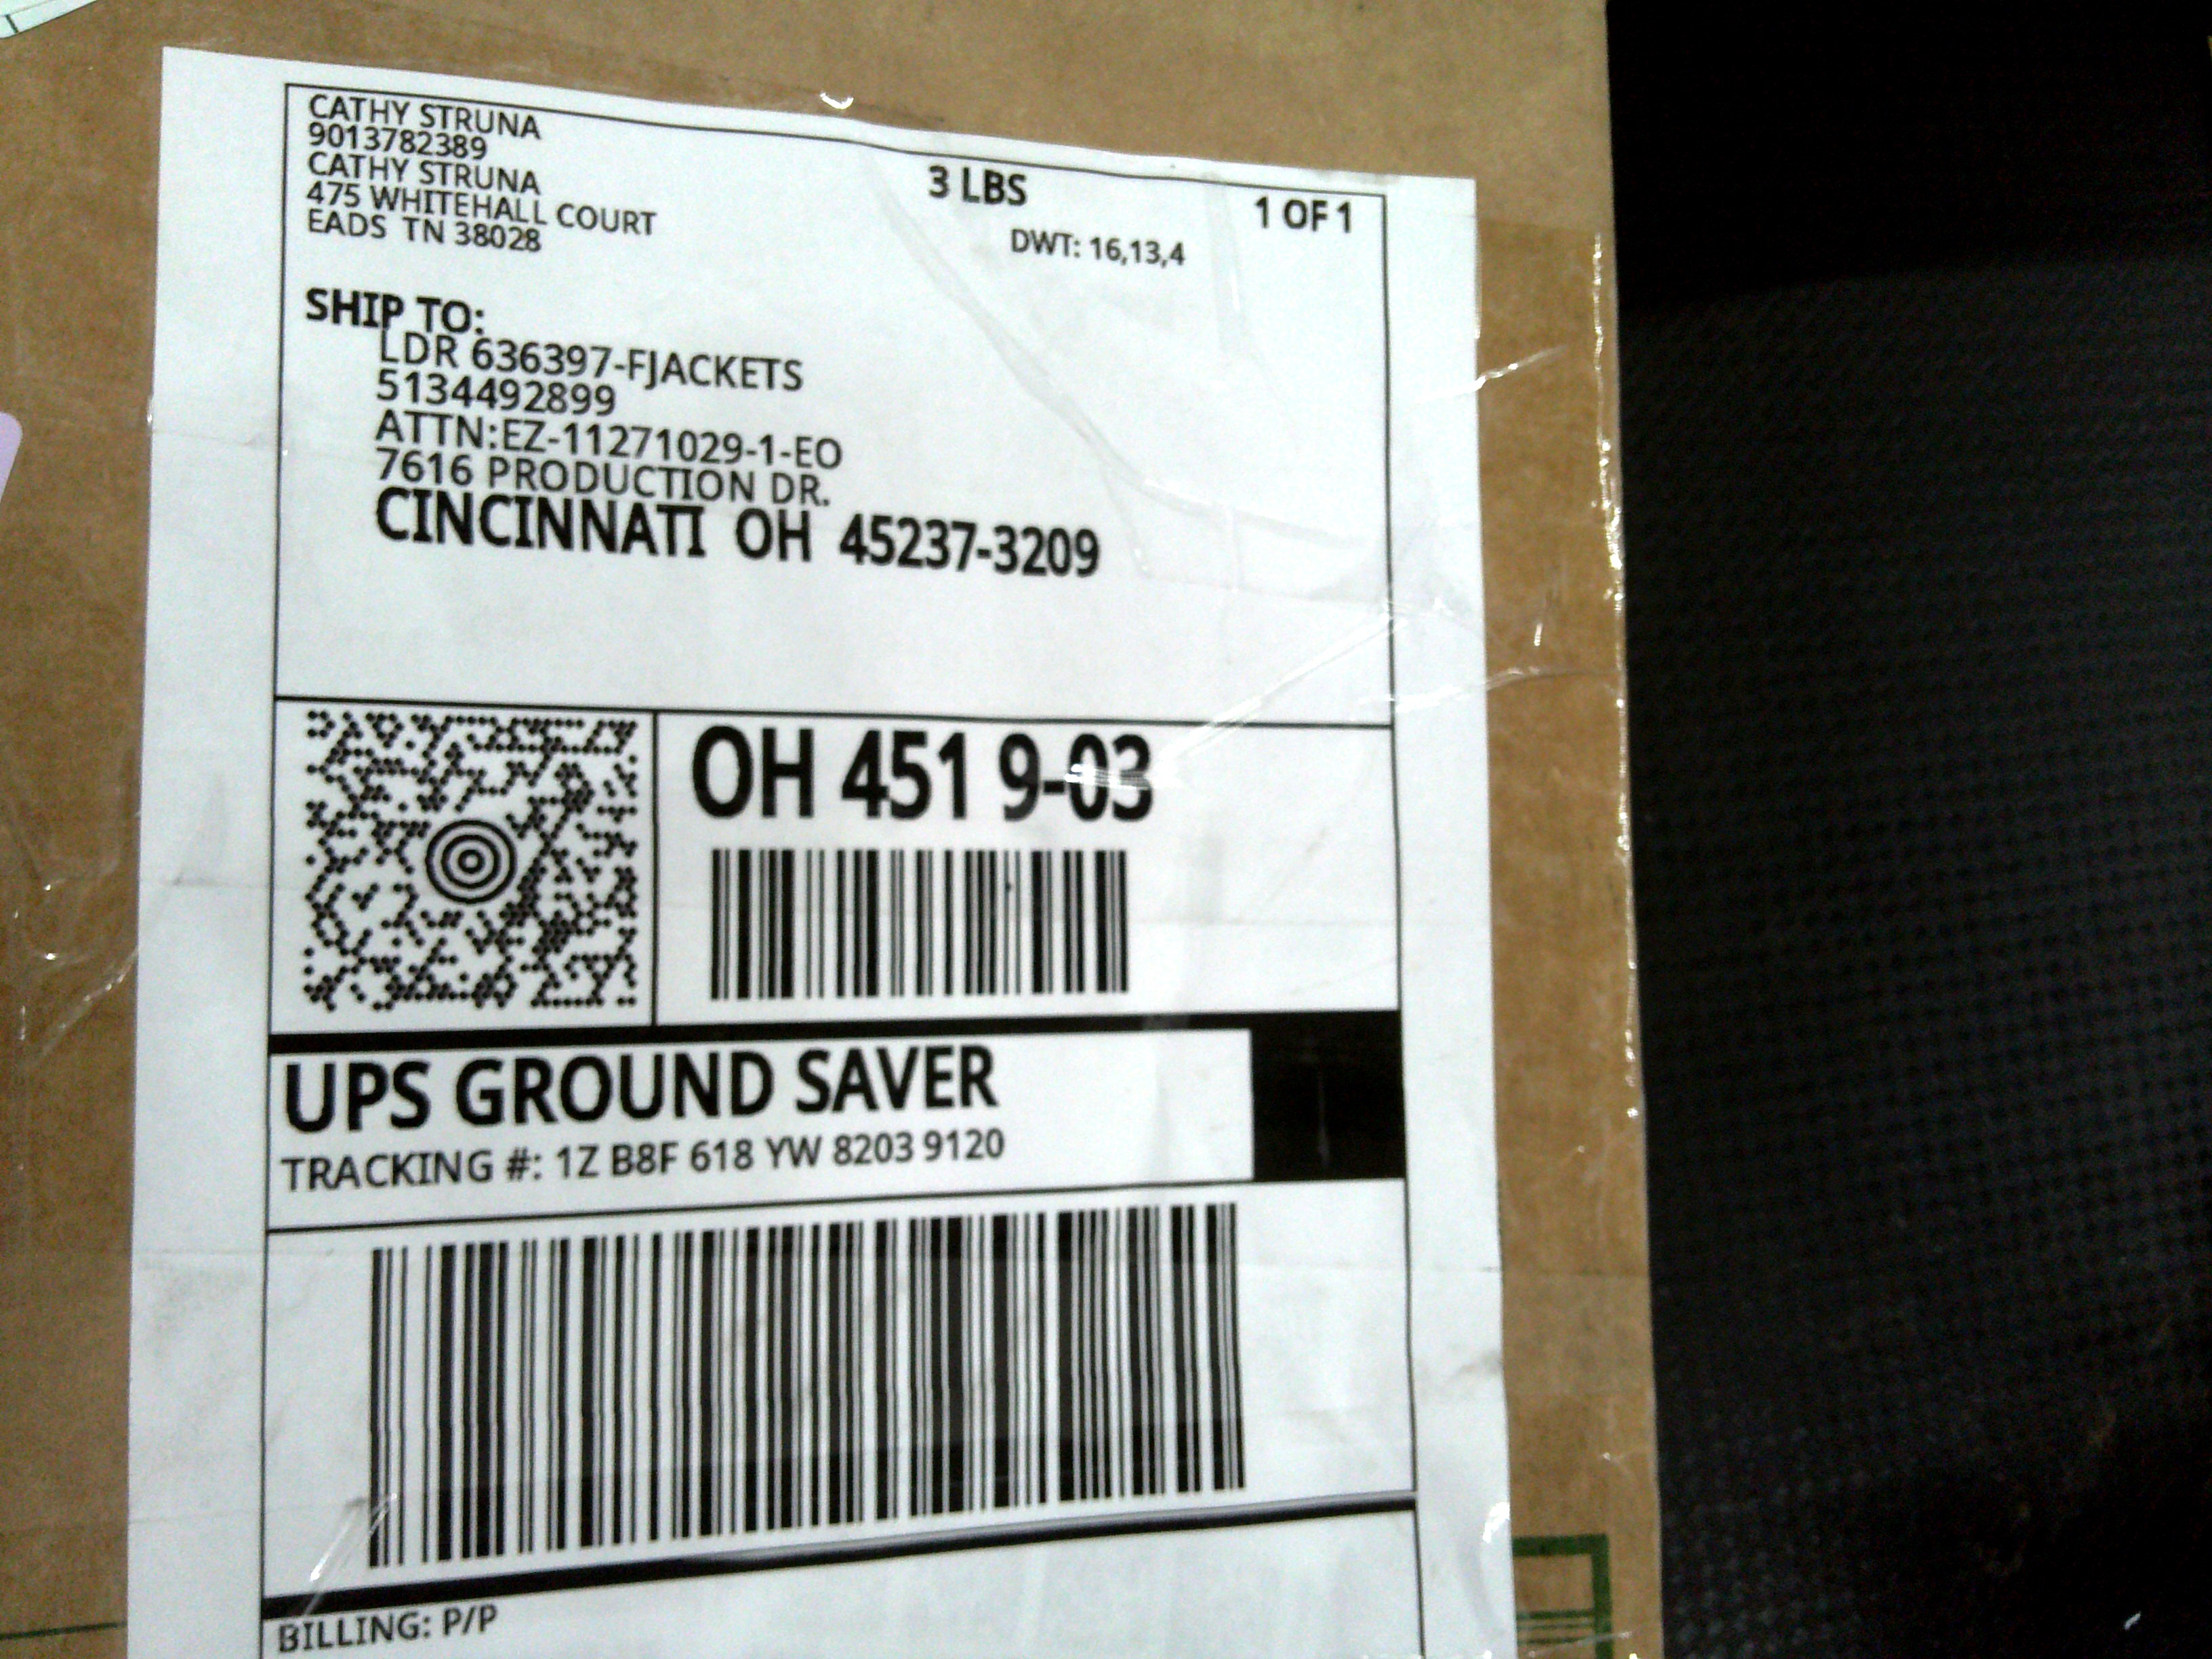 CATHY STRUNA
9013782389
CATHY STRUNA
475 WHITEHALL COURT
EADS TN 38028
3 LBS
1 OF 1
DWT: 16,13,4
SHIP TO:
LDR 636397-FJACKETS
5134492899
ATTN:EZ-11271029-1-EO
7616 PRODUCTION DR.
CINCINNATI OH 45237-3209
OH 451 9-03
UPS GROUND SAVER
TRACKING #: 1Z B8F 618 YW 8203 9120
BILLING: P/P